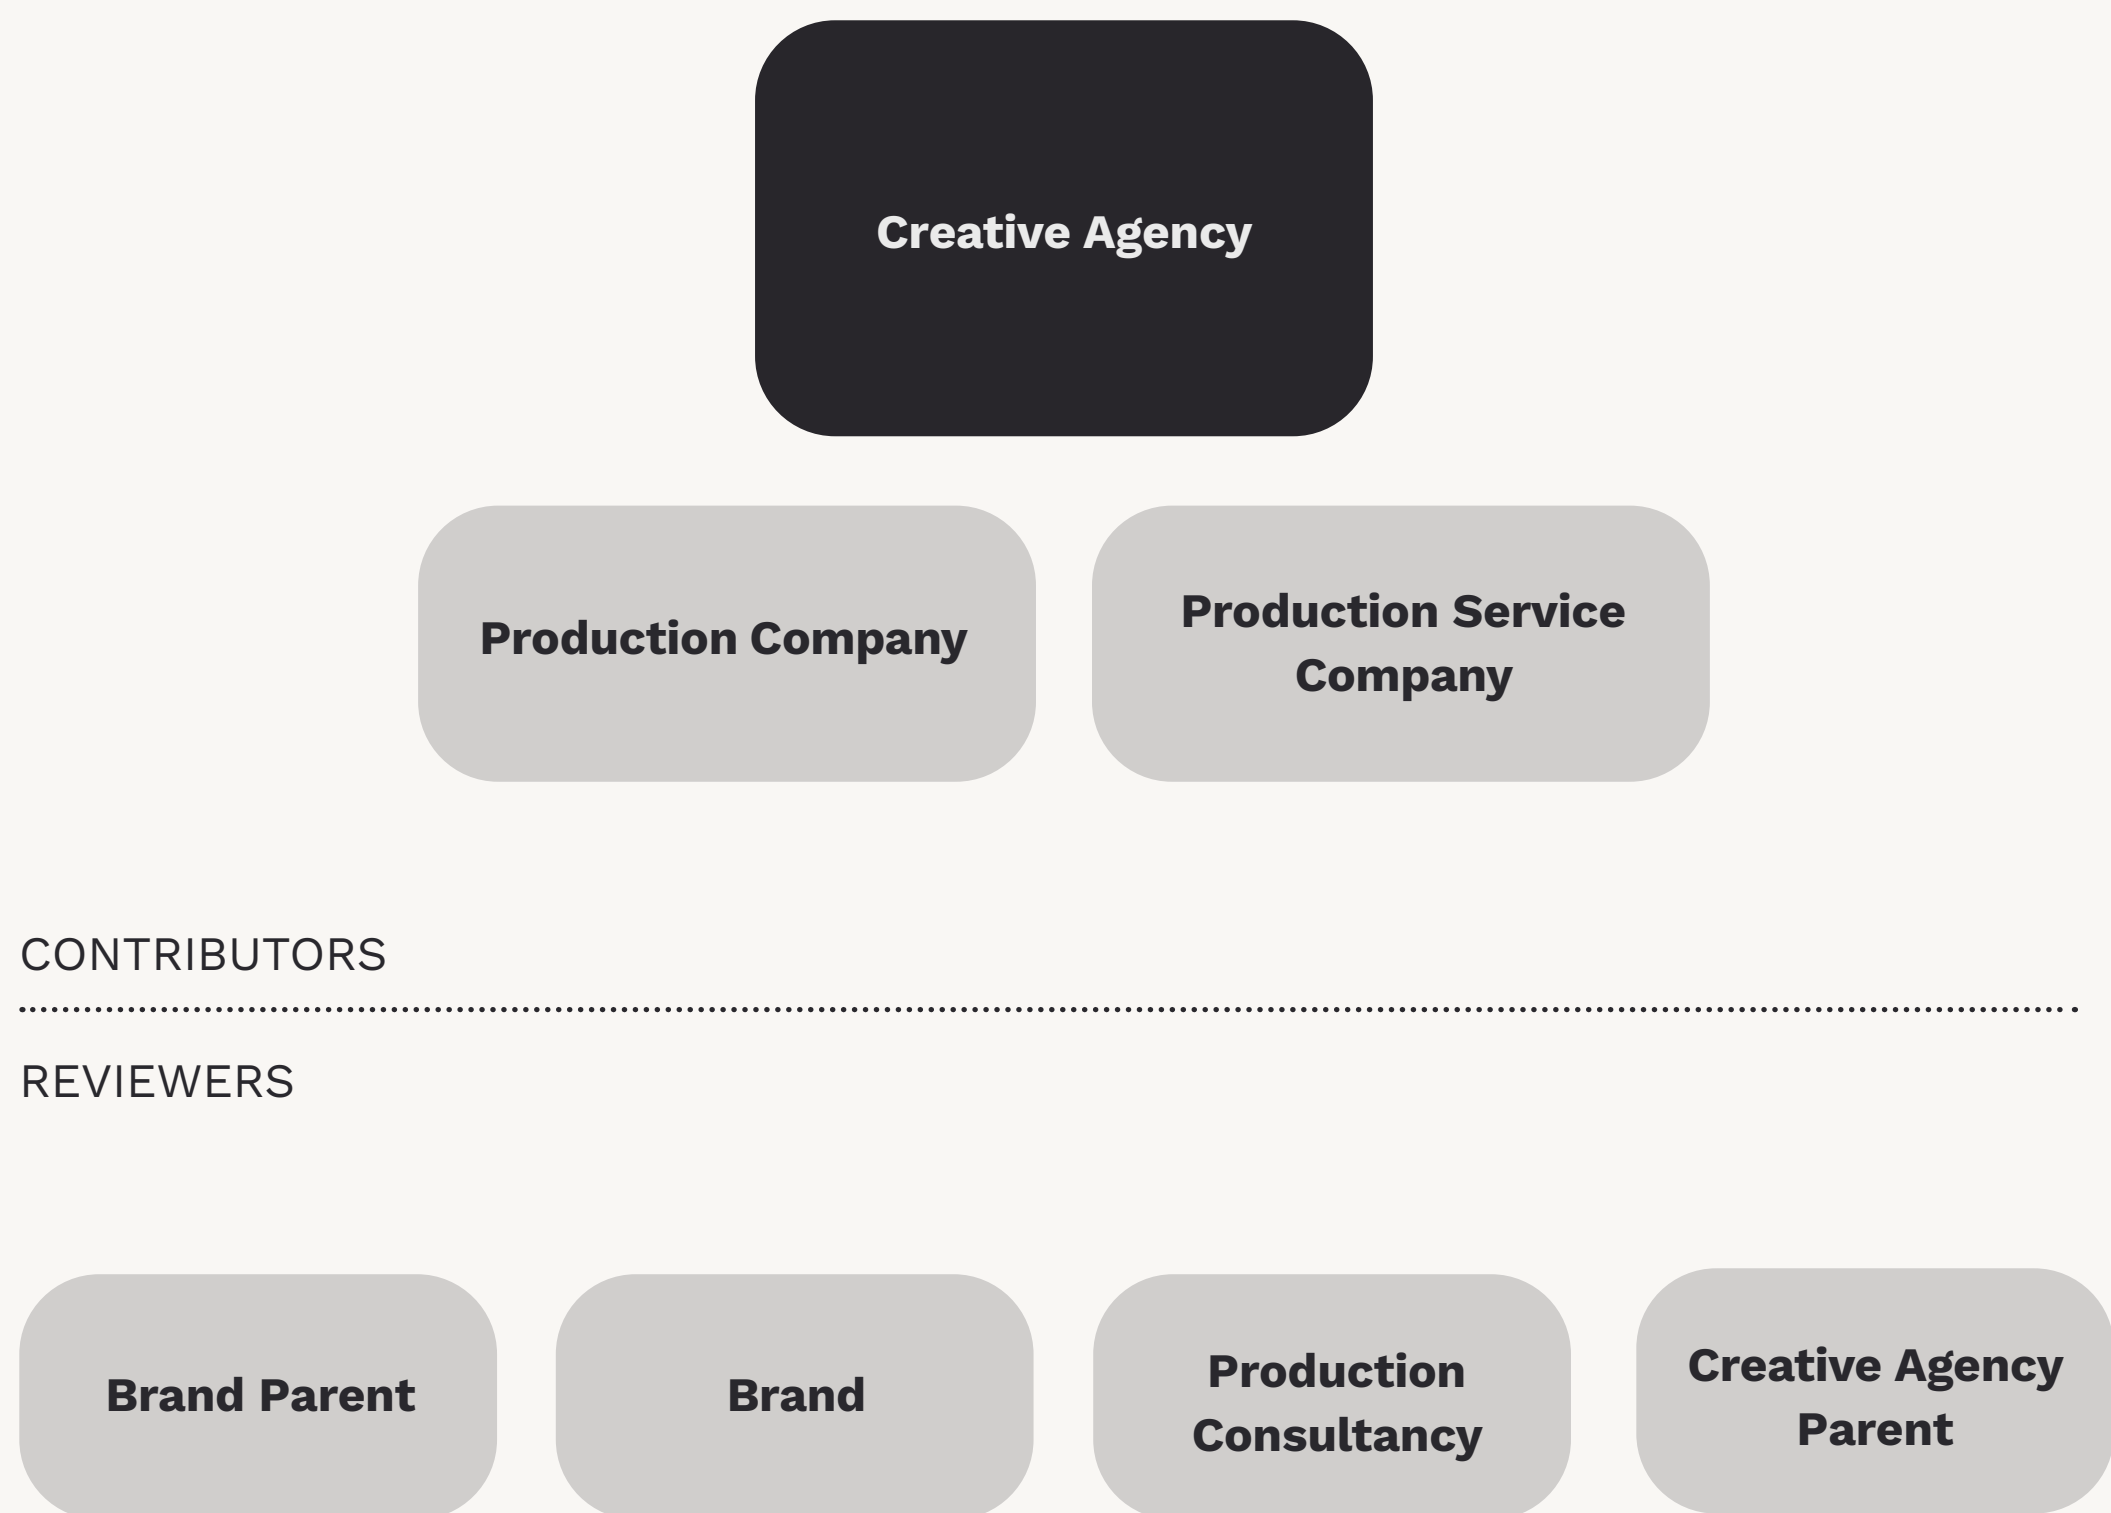 Creative Agency
Production Company
Production Service
Company
CONTRIBUTORS
REVIEWERS
Brand Parent
Brand
Production
Consultancy
Creative Agency
Parent